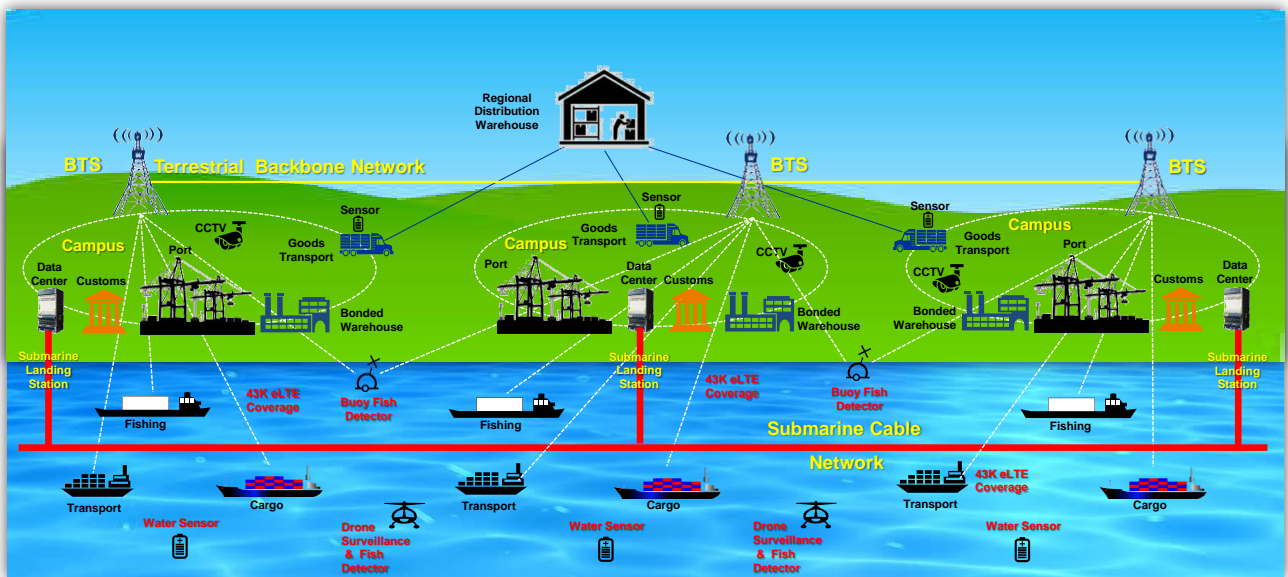 Regional
Distribution
Warehouse
BTS
Terrestrial Backbone Network
BTS
BTS
Sensor
CCTV
Campus
Goods
Transport
Port
Data
Center
Customs
Bonded
Warehouse
Sensor
Goods
Transport
Campus
Port
CCTV
Data
Center
Customs
Bonded
Warehouse
Sensor
Campus
Goods
Transport
Port
CCTV
Customs
Data
Center
Bonded
Warehouse
Submarine
Landing
Station
43K eLTE
Coverage
Buoy Fish
Detector
Fishing
Submarine
Landing
Station
43K eLTE
Coverage
Buoy Fish
Detector
Fishing
Submarine
Landing
Station
Fishing
Submarine Cable
Network
Transport
Cargo
Transport
Cargo
Transport
43K eLTE
Coverage
Cargo
Water Sensor
Drone
Surveillance
& Fish
Detector
Water Sensor
Drone
Surveillance
& Fish
Detector
Water Sensor